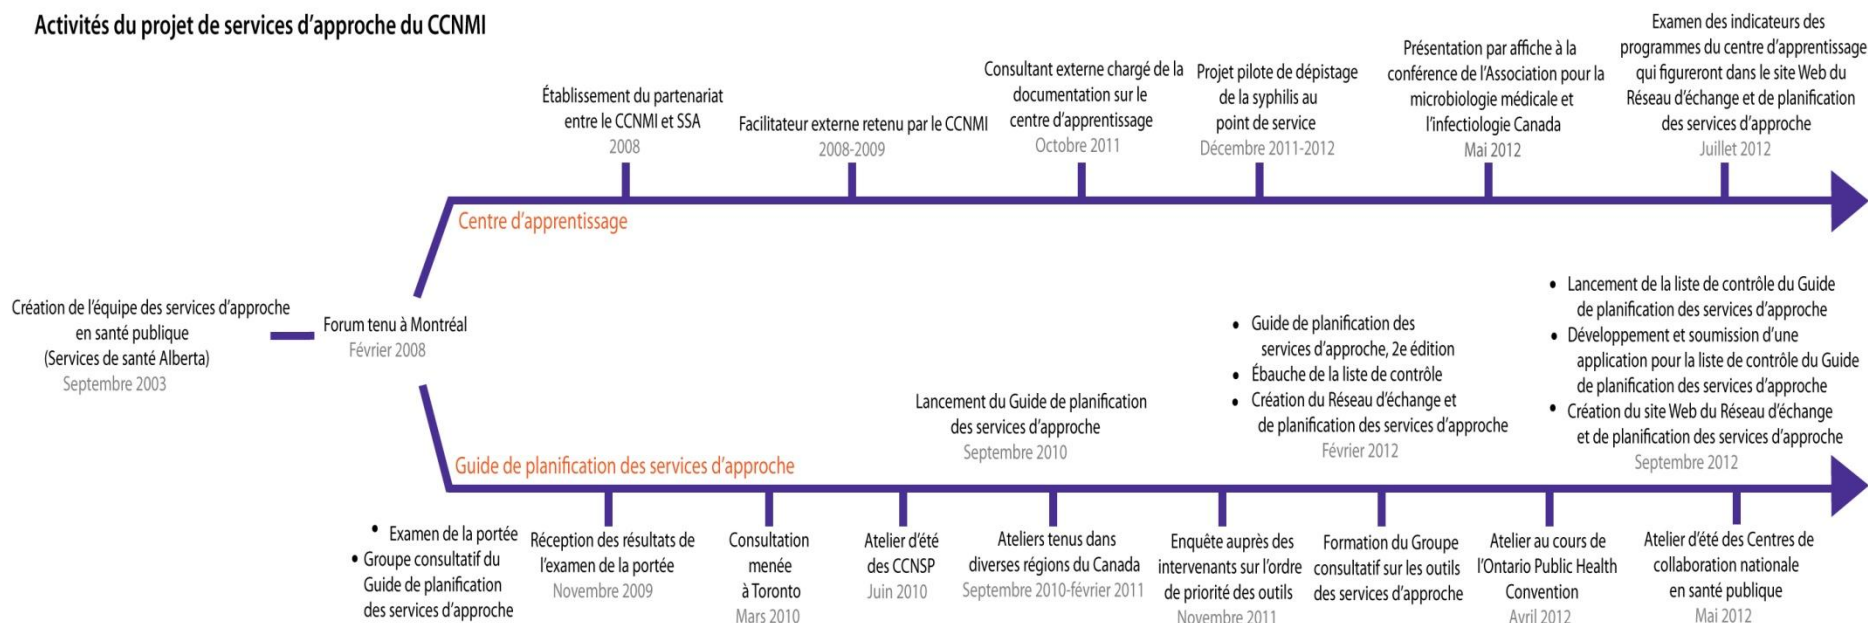 Activités du projet de services d'approche du CCNMI
Création de l'équipe des services d'approche
en santé publique
(Services de santé Alberta)
Septembre 2003
Forum tenu à Montréal
Février 2008
Établissement du partenariat
entre le CCNMI et SSA
2008
Facilitateur externe retenu par le CCNMI
2008-2009
Consultant externe chargé de la
documentation sur le
centre d'apprentissage
Octobre 2011
Projet pilote de dépistage
de la syphilis au
point de service
Décembre 2011-2012
Présentation par affiche à la
conférence de l'Association pour la
microbiologie médicale et
l'infectiologie Canada
Mai 2012
Examen des indicateurs des
programmes du centre d'apprentissage
qui figureront dans le site Web du
Réseau d'échange et de planification
des services d'approche
Juillet 2012
Centre d'apprentissage
Lancement du Guide de planification
des services d'approche
Septembre 2010
• Guide de planification des
services d'approche, 2e édition
• Ébauche de la liste de contrôle
• Création du Réseau d'échange et
de planification des services d'approche
Février 2012
• Lancement de la liste de contrôle du Guide
de planification des services d'approche
• Développement et soumission d'une
application pour la liste de contrôle du Guide
de planification des services d'approche
• Création du site Web du Réseau d'échange
et de planification des services d'approche
Septembre 2012
Guide de planification des services d'approche
• Examen de la portée
• Groupe consultatif du
Guide de planification
des services d'approche
Réception des résultats de
l'examen de la portée
Novembre 2009
Consultation
menée
à Toronto
Mars 2010
Atelier d'été
des CCNSP
Juin 2010
Ateliers tenus dans
diverses régions du Canada
Septembre 2010-février 2011
Enquête auprès des
intervenants sur l'ordre
de priorité des outils
Novembre 2011
Formation du Groupe
consultatif sur les outils
des services d'approche
Atelier au cours de
l'Ontario Public Health
Convention
Avril 2012
Atelier d'été des Centres de
collaboration nationale
en santé publique
Mai 2012